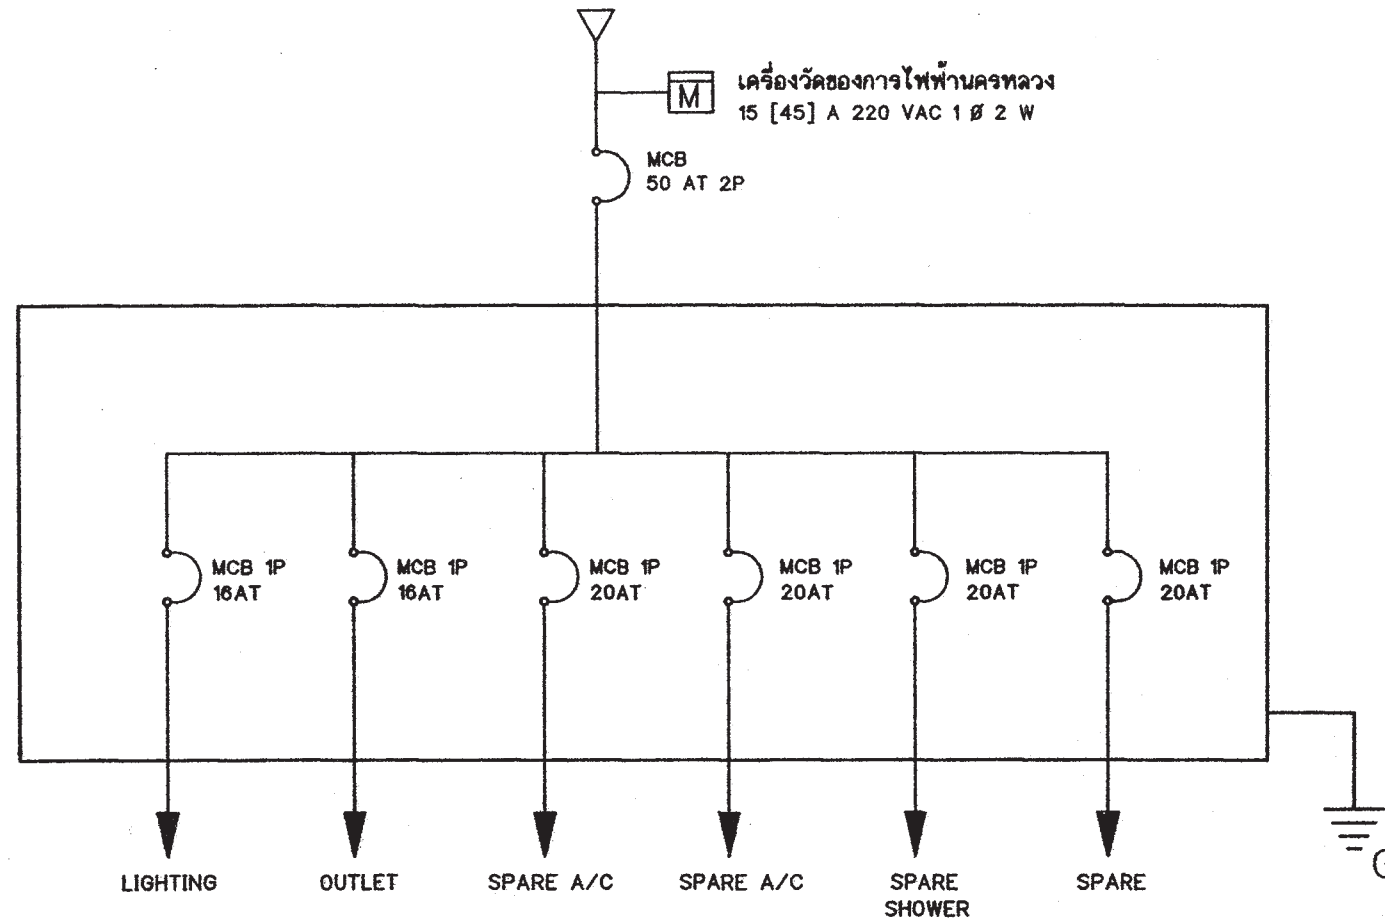 เครื่องวัดของการไฟฟ้านครหลวง
M
15 [45] A 220 VAC 1 Ø 2 W
MCB
50 AT 2P
MCB 1P
16AT
MCB 1P
16AT
MCB 1P
20AT
MCB 1P
20AT
MCB 1P
20AT
MCB 1P
20AT
LIGHTING
OUTLET
SPARE A/C
SPARE A/C
SPARE
SHOWER
SPARE